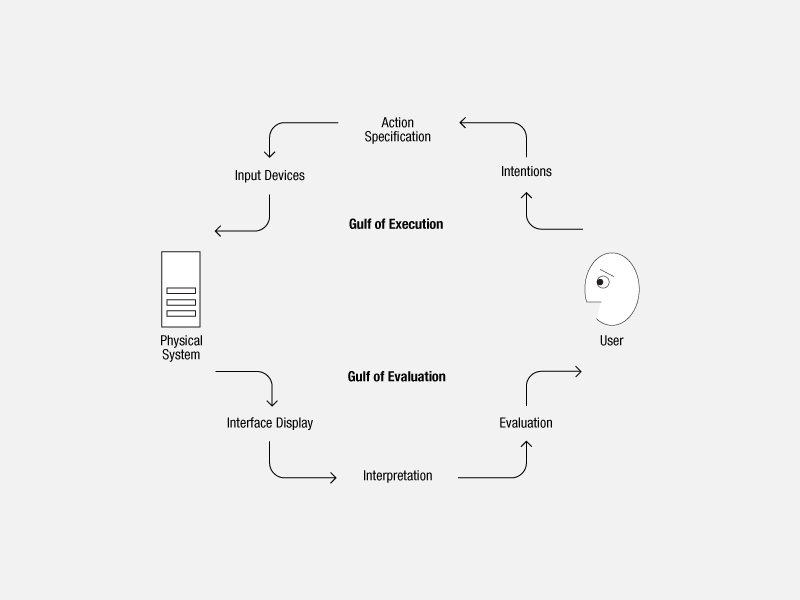 Action
Specification
Input Devices
Intentions
Gulf of Execution
Physical
System
User
Gulf of Evaluation
Interface Display
Evaluation
Interpretation